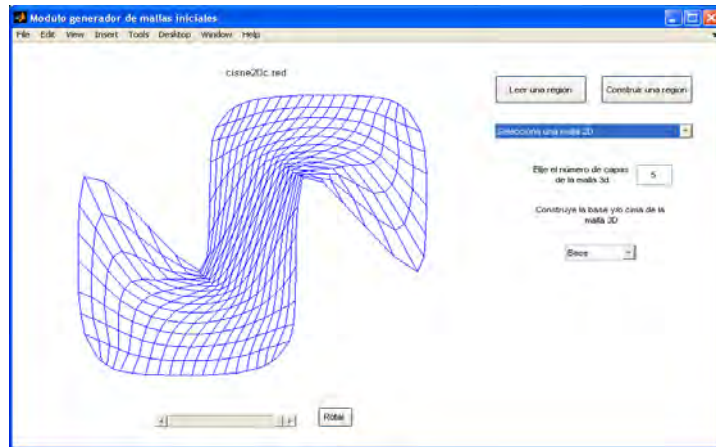 Modulo generador de mallas iniciales
File Edit View Insert Tools Desktop Window Help
cisne20c.red
Leer una region
Construir una region
Selecciona una malla 2D
Elije el número de capas
de la malla 3d
5
Construye la base y/o cima de la
malla 3D
Base
Rotar